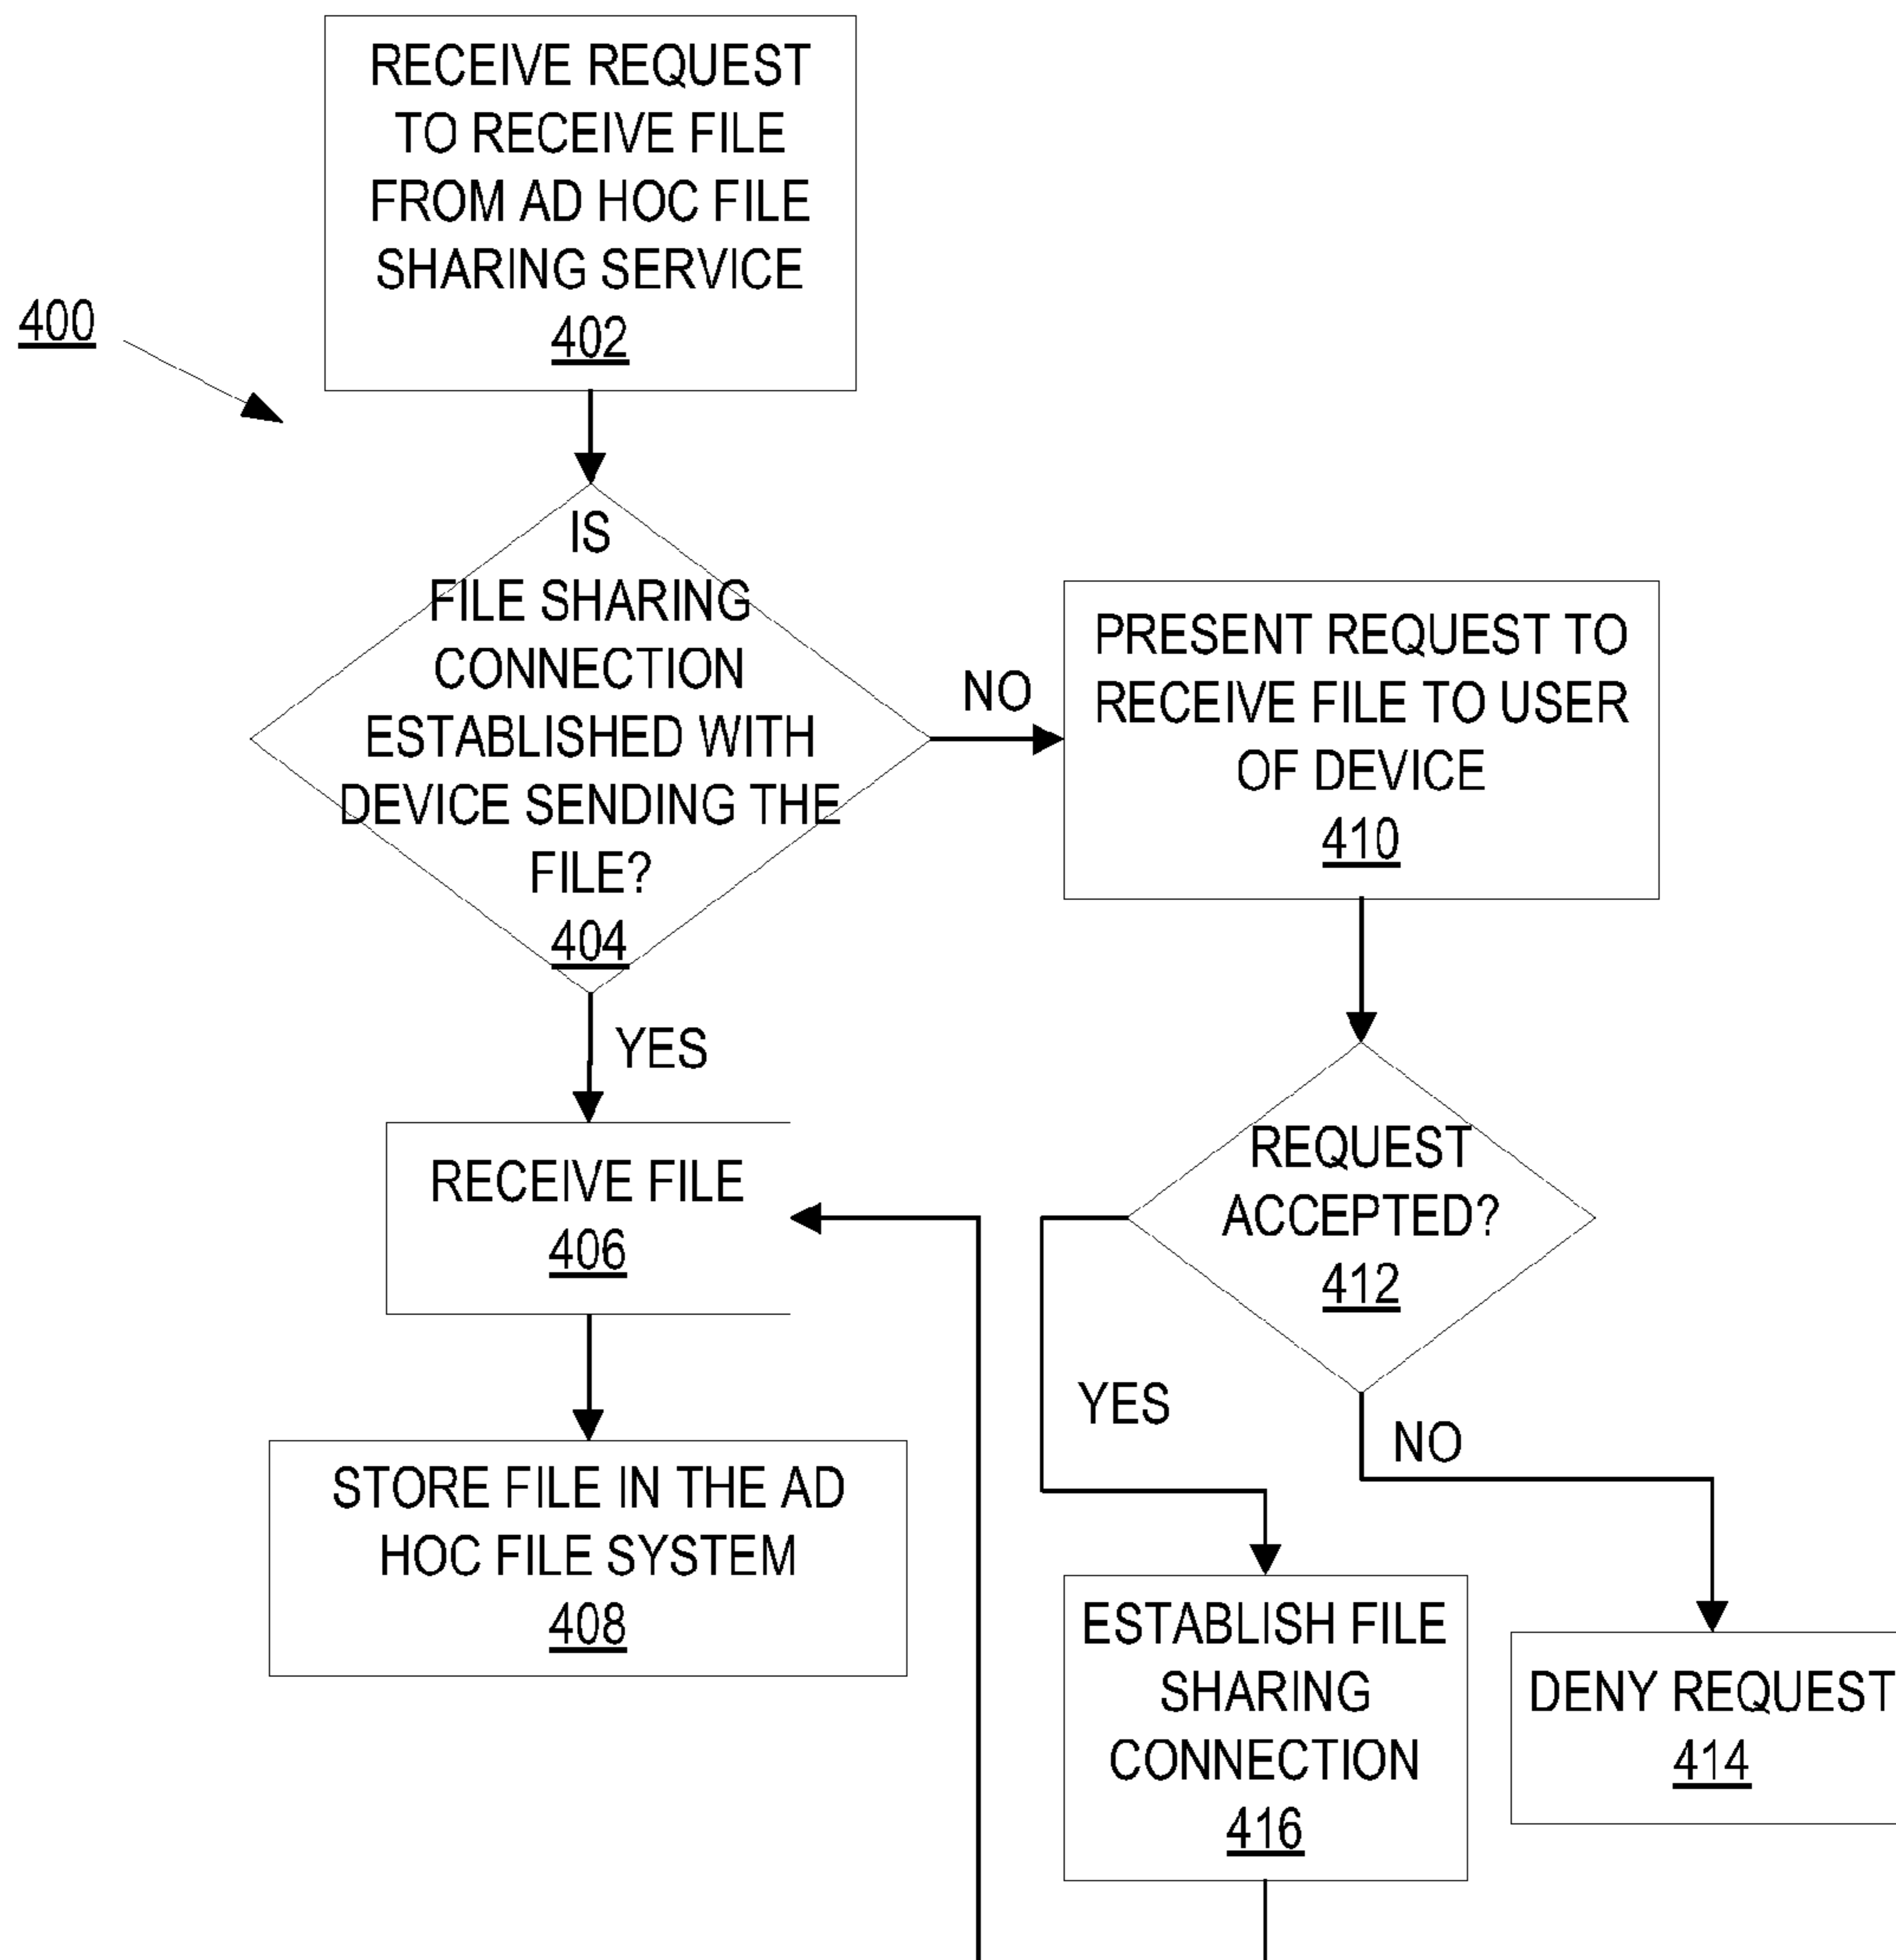 RECEIVE REQUEST
TO RECEIVE FILE
FROM AD HOC FILE
SHARING SERVICE
402
400
IS
FILE SHARING
CONNECTION
ESTABLISHED WITH
DEVICE SENDING THE
FILE?
404
NO
PRESENT REQUEST TO
RECEIVE FILE TO USER
OF DEVICE
410
YES
RECEIVE FILE
406
REQUEST
ACCEPTED?
412
YES
NO
STORE FILE IN THE AD
HOC FILE SYSTEM
408
ESTABLISH FILE
SHARING
CONNECTION
416
DENY REQUEST
414